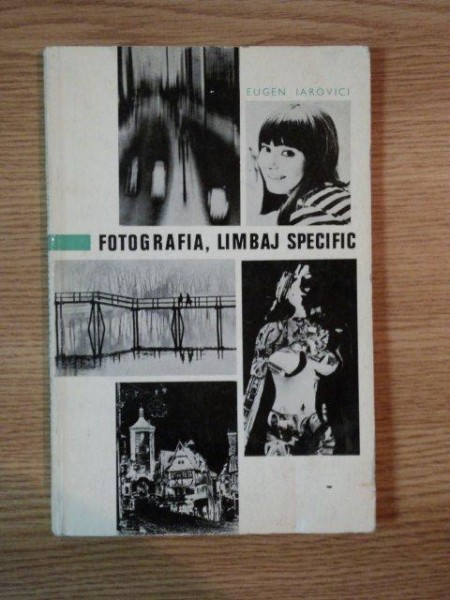 EUGEN IAROVICI
FOTOGRAFIA, LIMBAJ SPECIFIC